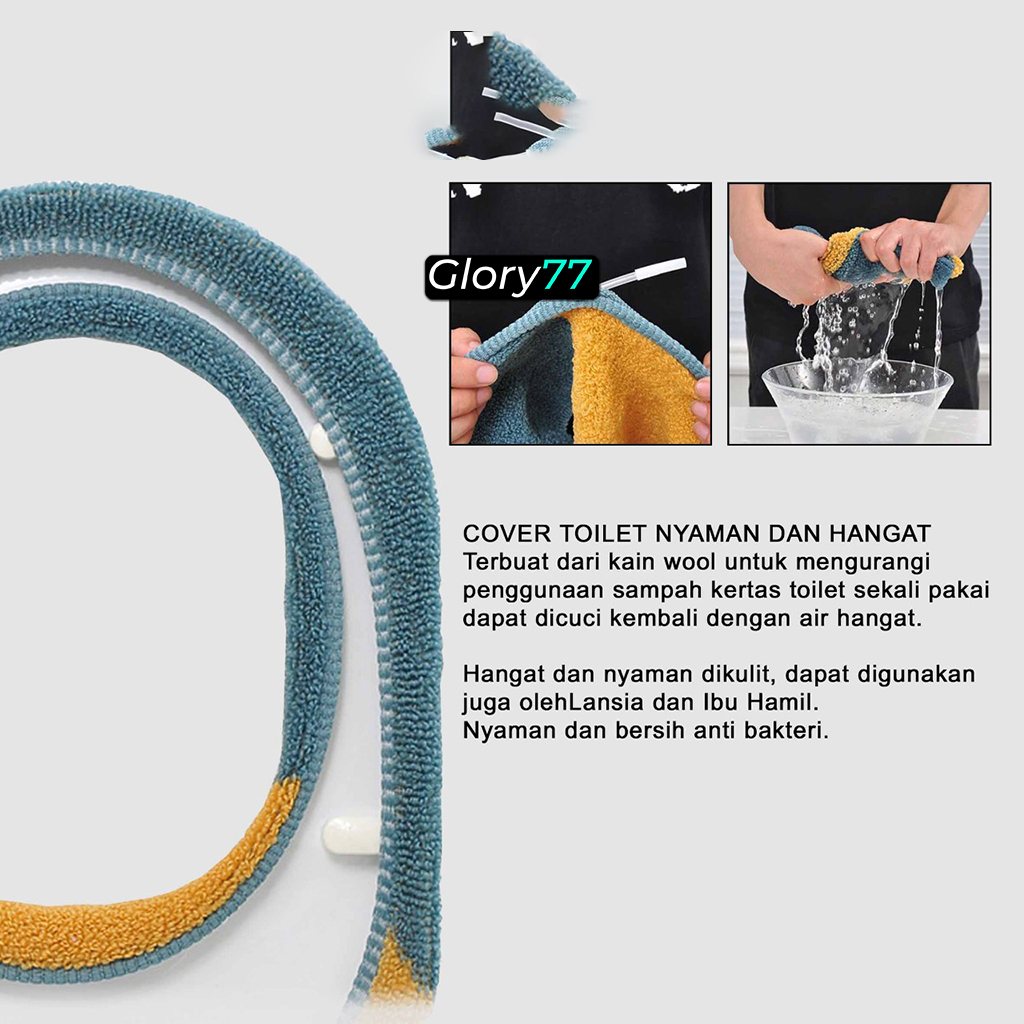 Glory77
COVER TOILET NYAMAN DAN HANGAT
Terbuat dari kain wool untuk mengurangi
penggunaan sampah kertas toilet sekali pakai
dapat dicuci kembali dengan air hangat.
Hangat dan nyaman dikulit, dapat digunakan
juga olehLansia dan Ibu Hamil.
Nyaman dan bersih anti bakteri.